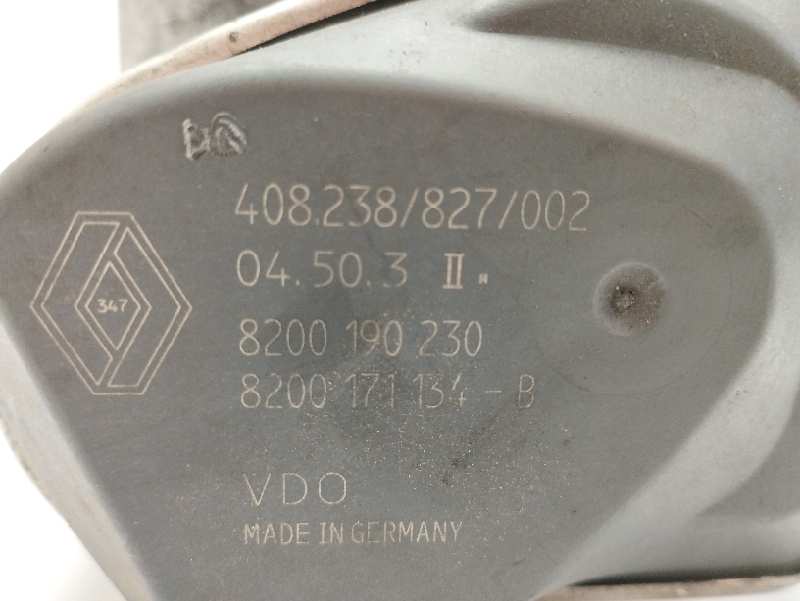 408.238/827/002
04.50.3 II
347
8200 190 230
8200 171 134-B
VDO
MADE IN GERMANY